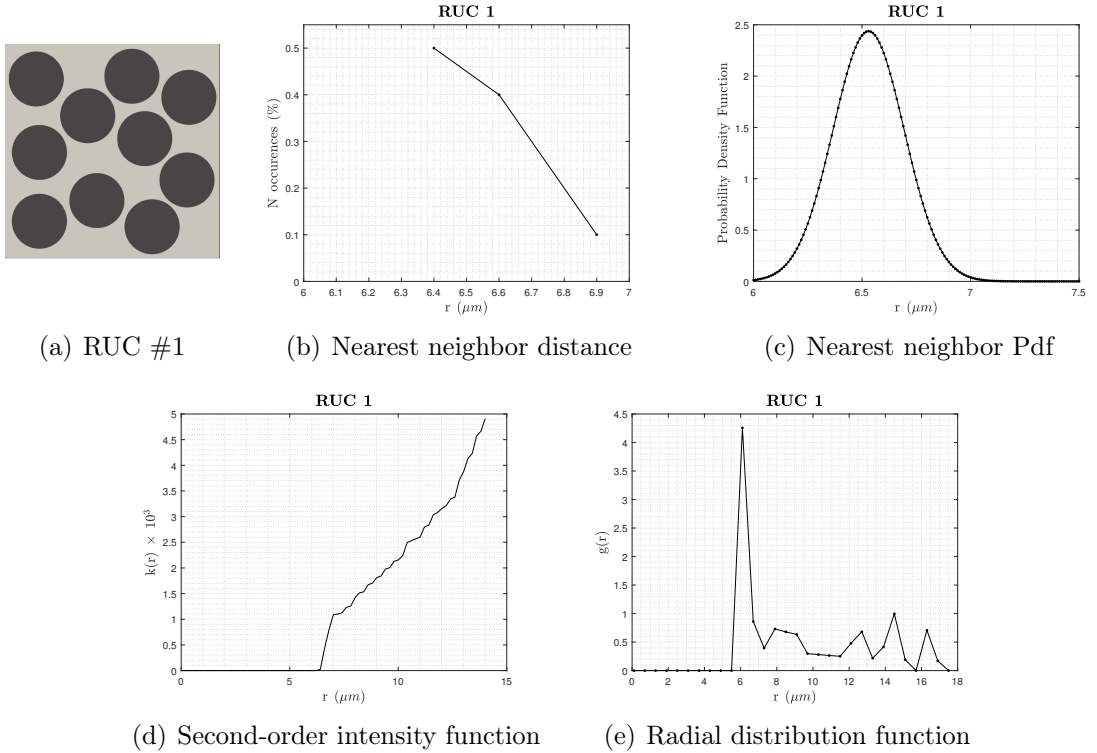 RUC 1
0.5
0.4
0.3
0.2
0.1
0
N occurences (%)
6 6.1 6.2 6.3 6.4 6.5 6.6 6.7 6.8 6.9 7
r (μm)
RUC 1
2.5
2
1.5
1
0.5
0
Probability Density Function
6 6.5 7 7.5
r (μm)
(a) RUC #1
(b) Nearest neighbor distance
(c) Nearest neighbor Pdf
RUC 1
5
4.5
4
3.5
3
2.5
2
1.5
1
0.5
0
k(r) × 10³
0 5 10 15
r (μm)
RUC 1
4.5
4
3.5
3
2.5
2
1.5
1
0.5
0
g(r)
0 2 4 6 8 10 12 14 16 18
r (μm)
(d) Second-order intensity function
(e) Radial distribution function